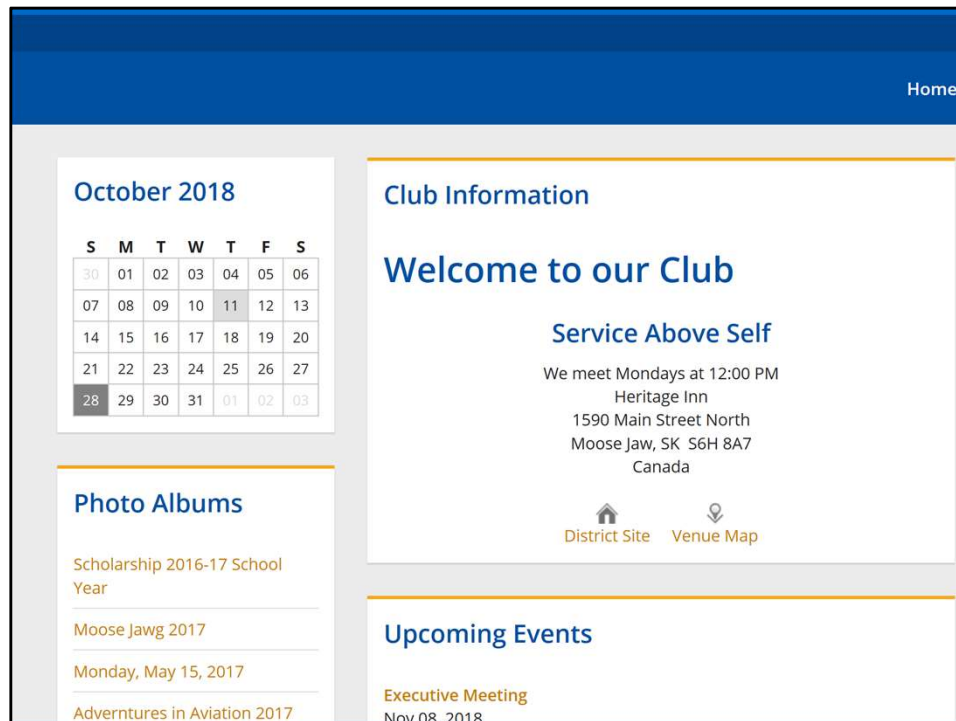 Home
October 2018
S M T W T F S
30 01 02 03 04 05 06
07 08 09 10 11 12 13
14 15 16 17 18 19 20
21 22 23 24 25 26 27
28 29 30 31 01 02 03
Photo Albums
Scholarship 2016-17 School
Year
Moose Jawg 2017
Monday, May 15, 2017
Adverntures in Aviation 2017
Club Information
Welcome to our Club
Service Above Self
We meet Mondays at 12:00 PM
Heritage Inn
1590 Main Street North
Moose Jaw, SK  S6H 8A7
Canada
District Site Venue Map
Upcoming Events
Executive Meeting
Nov 08, 2018